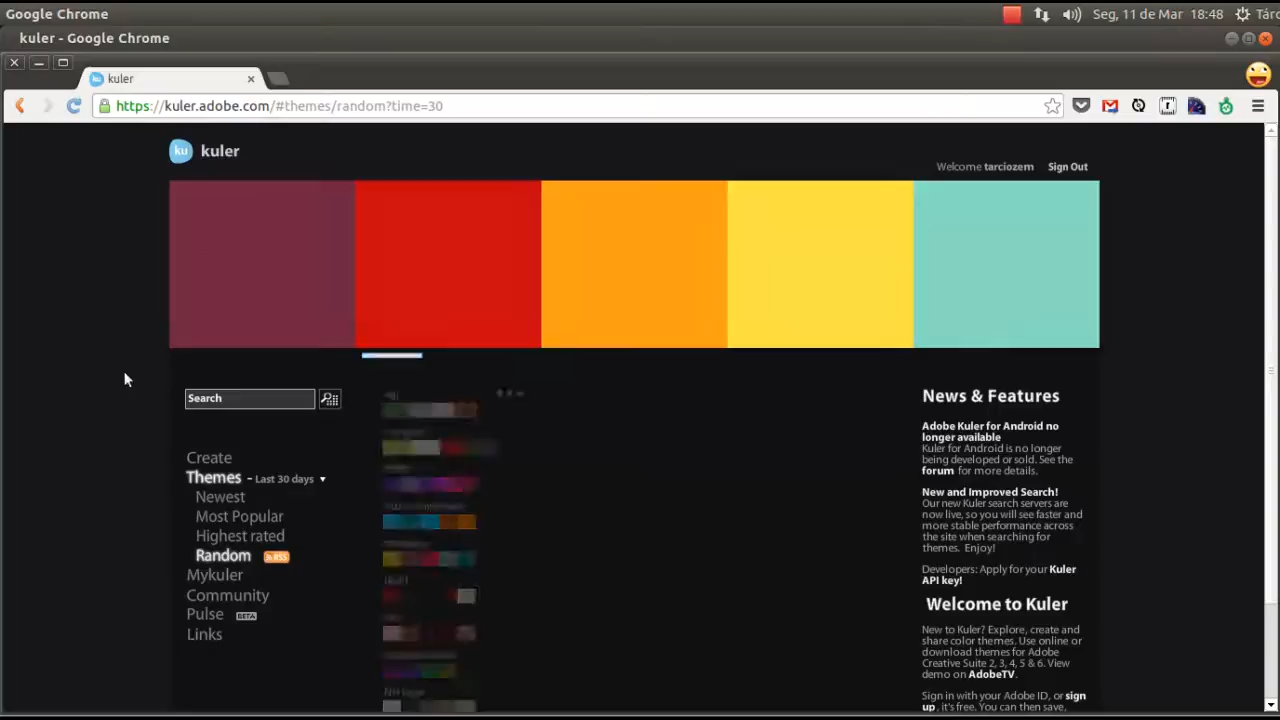 Google Chrome
Seg, 11 de Mar 18:48
kuler - Google Chrome
ku kuler
https://kuler.adobe.com/#themes/random?time=30
ku kuler
Welcome tarciozem Sign Out
Search
Create
Themes - Last 30 days
Newest
Most Popular
Highest rated
Random RSS
Mykuler
Community
Pulse BETA
Links
News & Features
Adobe Kuler for Android no
longer available
Kuler for Android is no longer
being developed or sold. See the
forum for more details.
New and Improved Search!
Our new Kuler search servers are
now live, so you will see faster and
more stable performance across
the site when searching for
themes. Enjoy!
Developers: Apply for your Kuler
API key!
Welcome to Kuler
New to Kuler? Explore, create and
share color themes. Use online or
download themes for Adobe
Creative Suite 2, 3, 4, 5 & 6. View
demo on AdobeTV.
Sign in with your Adobe ID, or sign
up, it's free. You can then save,